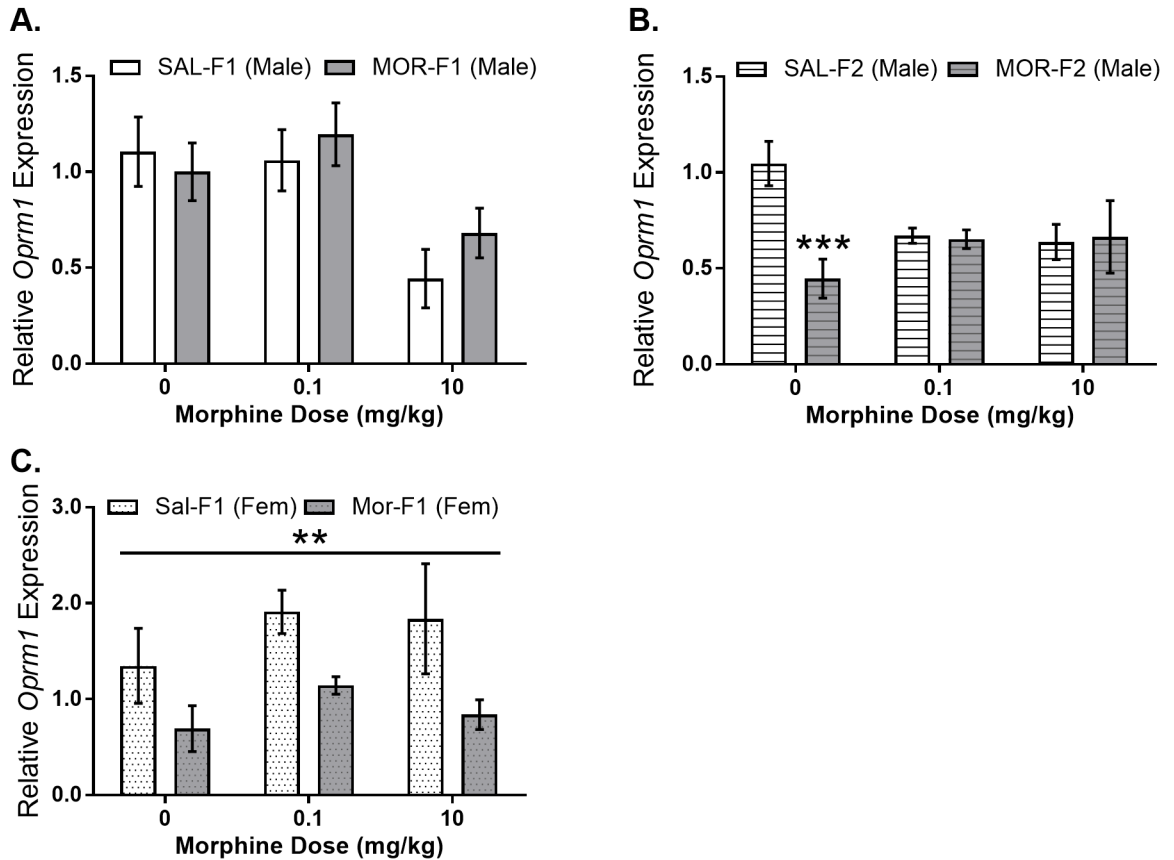 A.
SAL-F1 (Male) MOR-F1 (Male)
Relative Oprm1 Expression
1.5
1.0
0.5
0.0
0 0.1 10
Morphine Dose (mg/kg)
B.
SAL-F2 (Male) MOR-F2 (Male)
Relative Oprm1 Expression
1.5
1.0
0.5
0.0
***
0 0.1 10
Morphine Dose (mg/kg)
C.
Sal-F1 (Fem) Mor-F1 (Fem)
Relative Oprm1 Expression
3.0
2.0
1.0
0.0
**
0 0.1 10
Morphine Dose (mg/kg)